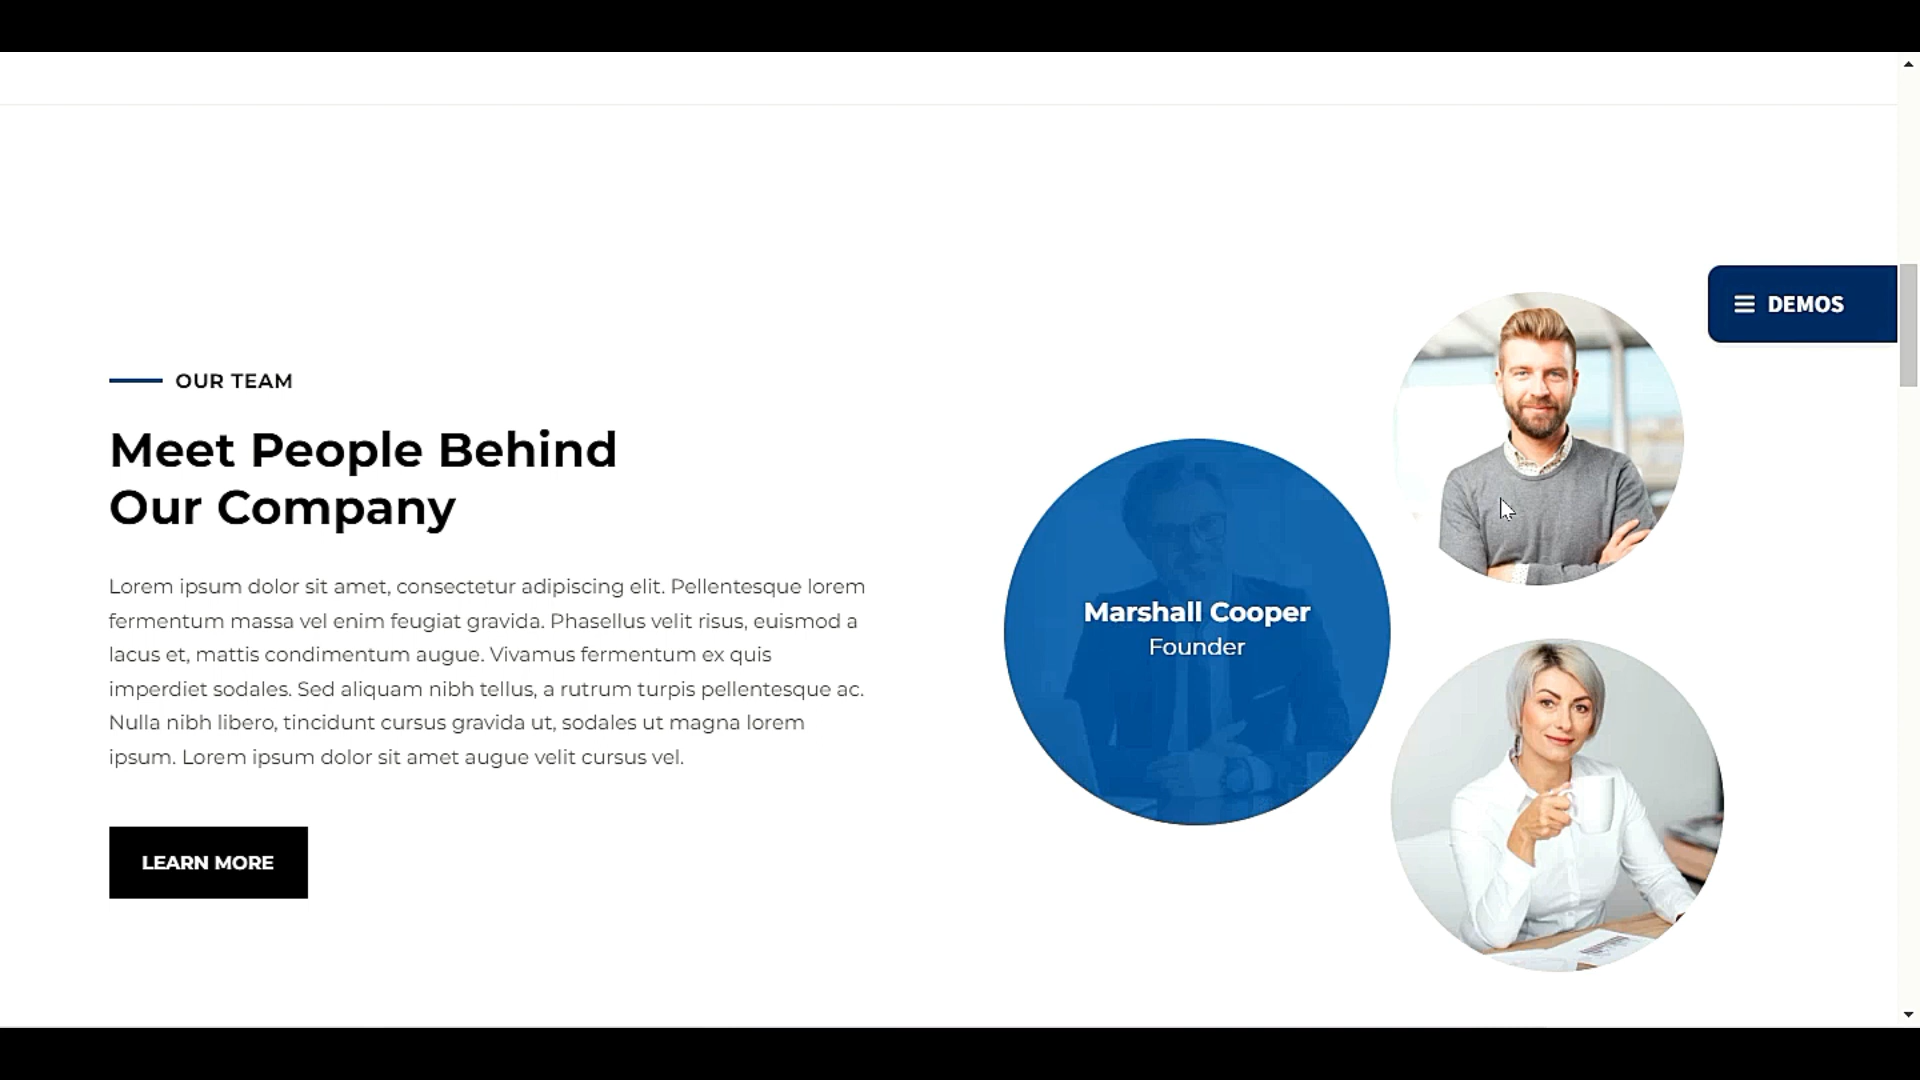 DEMOS
OUR TEAM
Meet People Behind
Our Company
Lorem ipsum dolor sit amet, consectetur adipiscing elit. Pellentesque lorem
fermentum massa vel enim feugiat gravida. Phasellus velit risus, euismod a
lacus et, mattis condimentum augue. Vivamus fermentum ex quis
imperdiet sodales. Sed aliquam nibh tellus, a rutrum turpis pellentesque ac.
Nulla nibh libero, tincidunt cursus gravida ut, sodales ut magna lorem
ipsum. Lorem ipsum dolor sit amet augue velit cursus vel.
LEARN MORE
Marshall Cooper
Founder